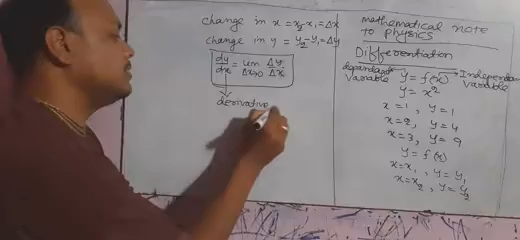 change in x = x₂-x₁ = Δx
change in y = y₂-y₁ = Δy
dy/dx = lim Δx→0 Δy/Δx
derivative
mathematical note
to physics
Differentiation
dependent variable ← y = f(x) → Independent variable
y = x²
x = 1, y = 1
x = 2, y = 4
x = 3, y = 9
y = f(x)
x = x₁, y = y₁
x = x₂, y = y₂